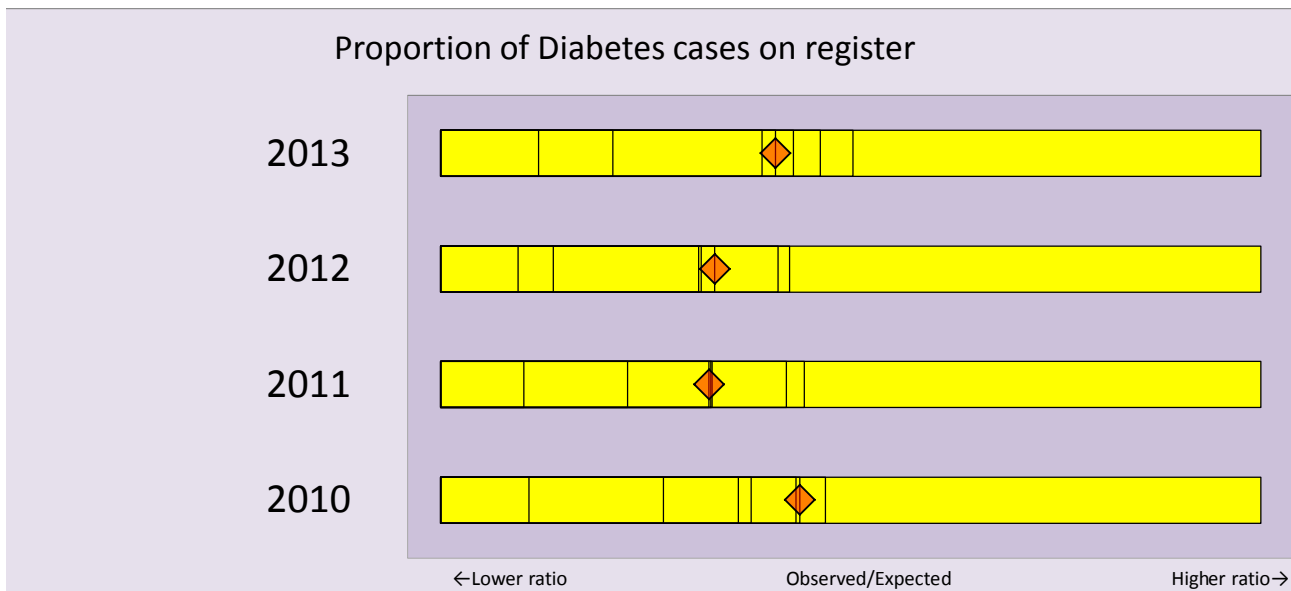 Proportion of Diabetes cases on register
2013
2012
2011
2010
←Lower ratio Observed/Expected Higher ratio→